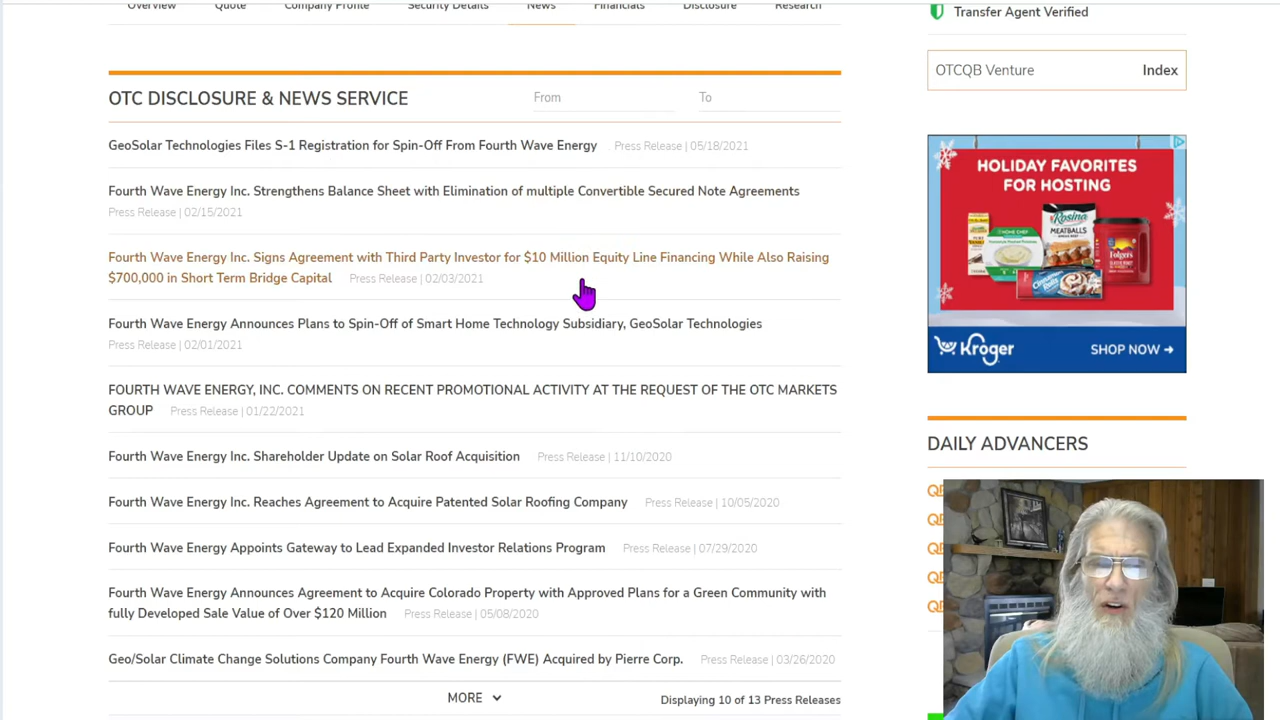 Overview Quote Company Profile Security Details News Financials Disclosure Research
Transfer Agent Verified
OTCQB Venture Index
OTC DISCLOSURE & NEWS SERVICE From To
GeoSolar Technologies Files S-1 Registration for Spin-Off From Fourth Wave Energy Press Release | 05/18/2021
Fourth Wave Energy Inc. Strengthens Balance Sheet with Elimination of multiple Convertible Secured Note Agreements
Press Release | 02/15/2021
Fourth Wave Energy Inc. Signs Agreement with Third Party Investor for $10 Million Equity Line Financing While Also Raising
$700,000 in Short Term Bridge Capital Press Release | 02/03/2021
Fourth Wave Energy Announces Plans to Spin-Off of Smart Home Technology Subsidiary, GeoSolar Technologies
Press Release | 02/01/2021
FOURTH WAVE ENERGY, INC. COMMENTS ON RECENT PROMOTIONAL ACTIVITY AT THE REQUEST OF THE OTC MARKETS
GROUP Press Release | 01/22/2021
Fourth Wave Energy Inc. Shareholder Update on Solar Roof Acquisition Press Release | 11/10/2020
Fourth Wave Energy Inc. Reaches Agreement to Acquire Patented Solar Roofing Company Press Release | 10/05/2020
Fourth Wave Energy Appoints Gateway to Lead Expanded Investor Relations Program Press Release | 07/29/2020
Fourth Wave Energy Announces Agreement to Acquire Colorado Property with Approved Plans for a Green Community with
fully Developed Sale Value of Over $120 Million Press Release | 05/08/2020
Geo/Solar Climate Change Solutions Company Fourth Wave Energy (FWE) Acquired by Pierre Corp. Press Release | 03/26/2020
MORE Displaying 10 of 13 Press Releases
HOLIDAY FAVORITES
FOR HOSTING
Rosina
MEATBALLS
HOME CHEF
Folgers
Cinnamon
Rolls
Kroger SHOP NOW →
DAILY ADVANCERS